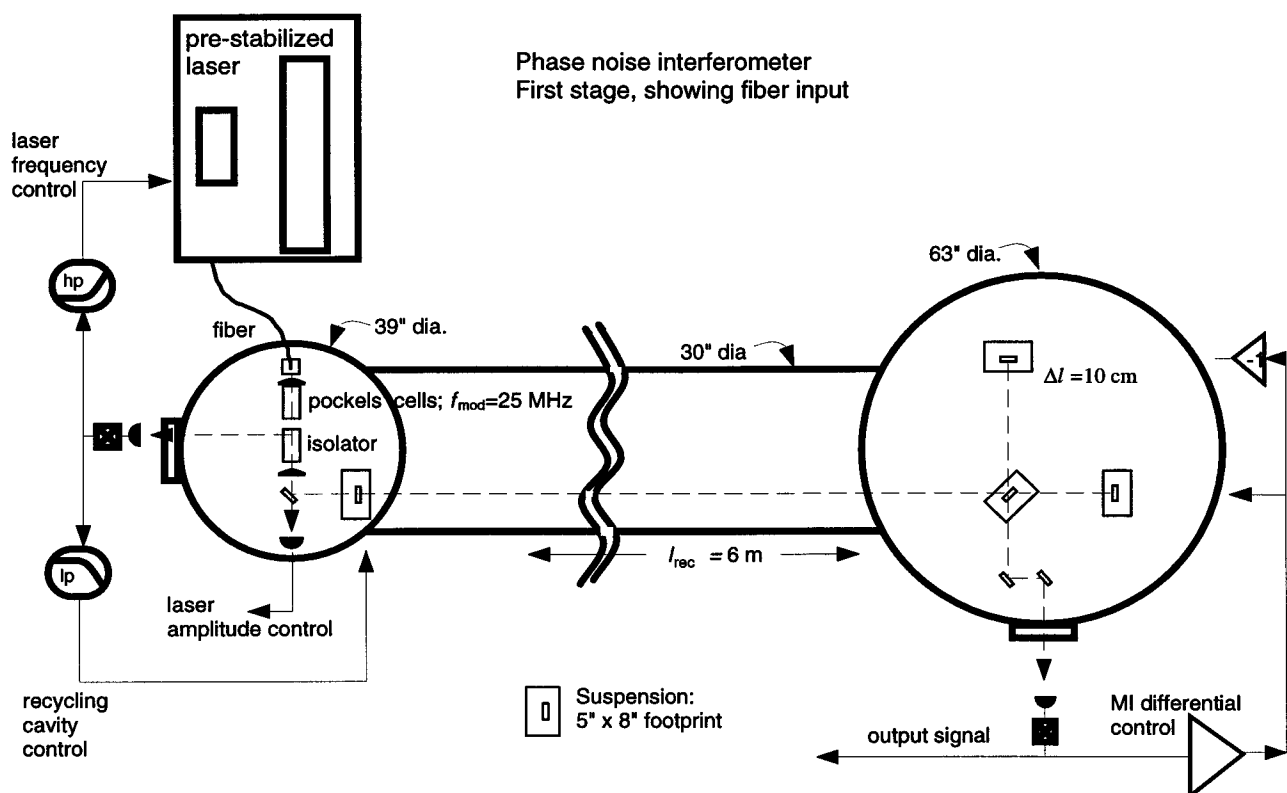 pre-stabilized
laser
Phase noise interferometer
First stage, showing fiber input
laser
frequency
control
hp
fiber
39" dia.
30" dia
63" dia.
Δl =10 cm
-1
pockels cells; fmod=25 MHz
isolator
lrec = 6 m
lp
laser
amplitude control
recycling
cavity
control
Suspension:
5" x 8" footprint
output signal
MI differential
control